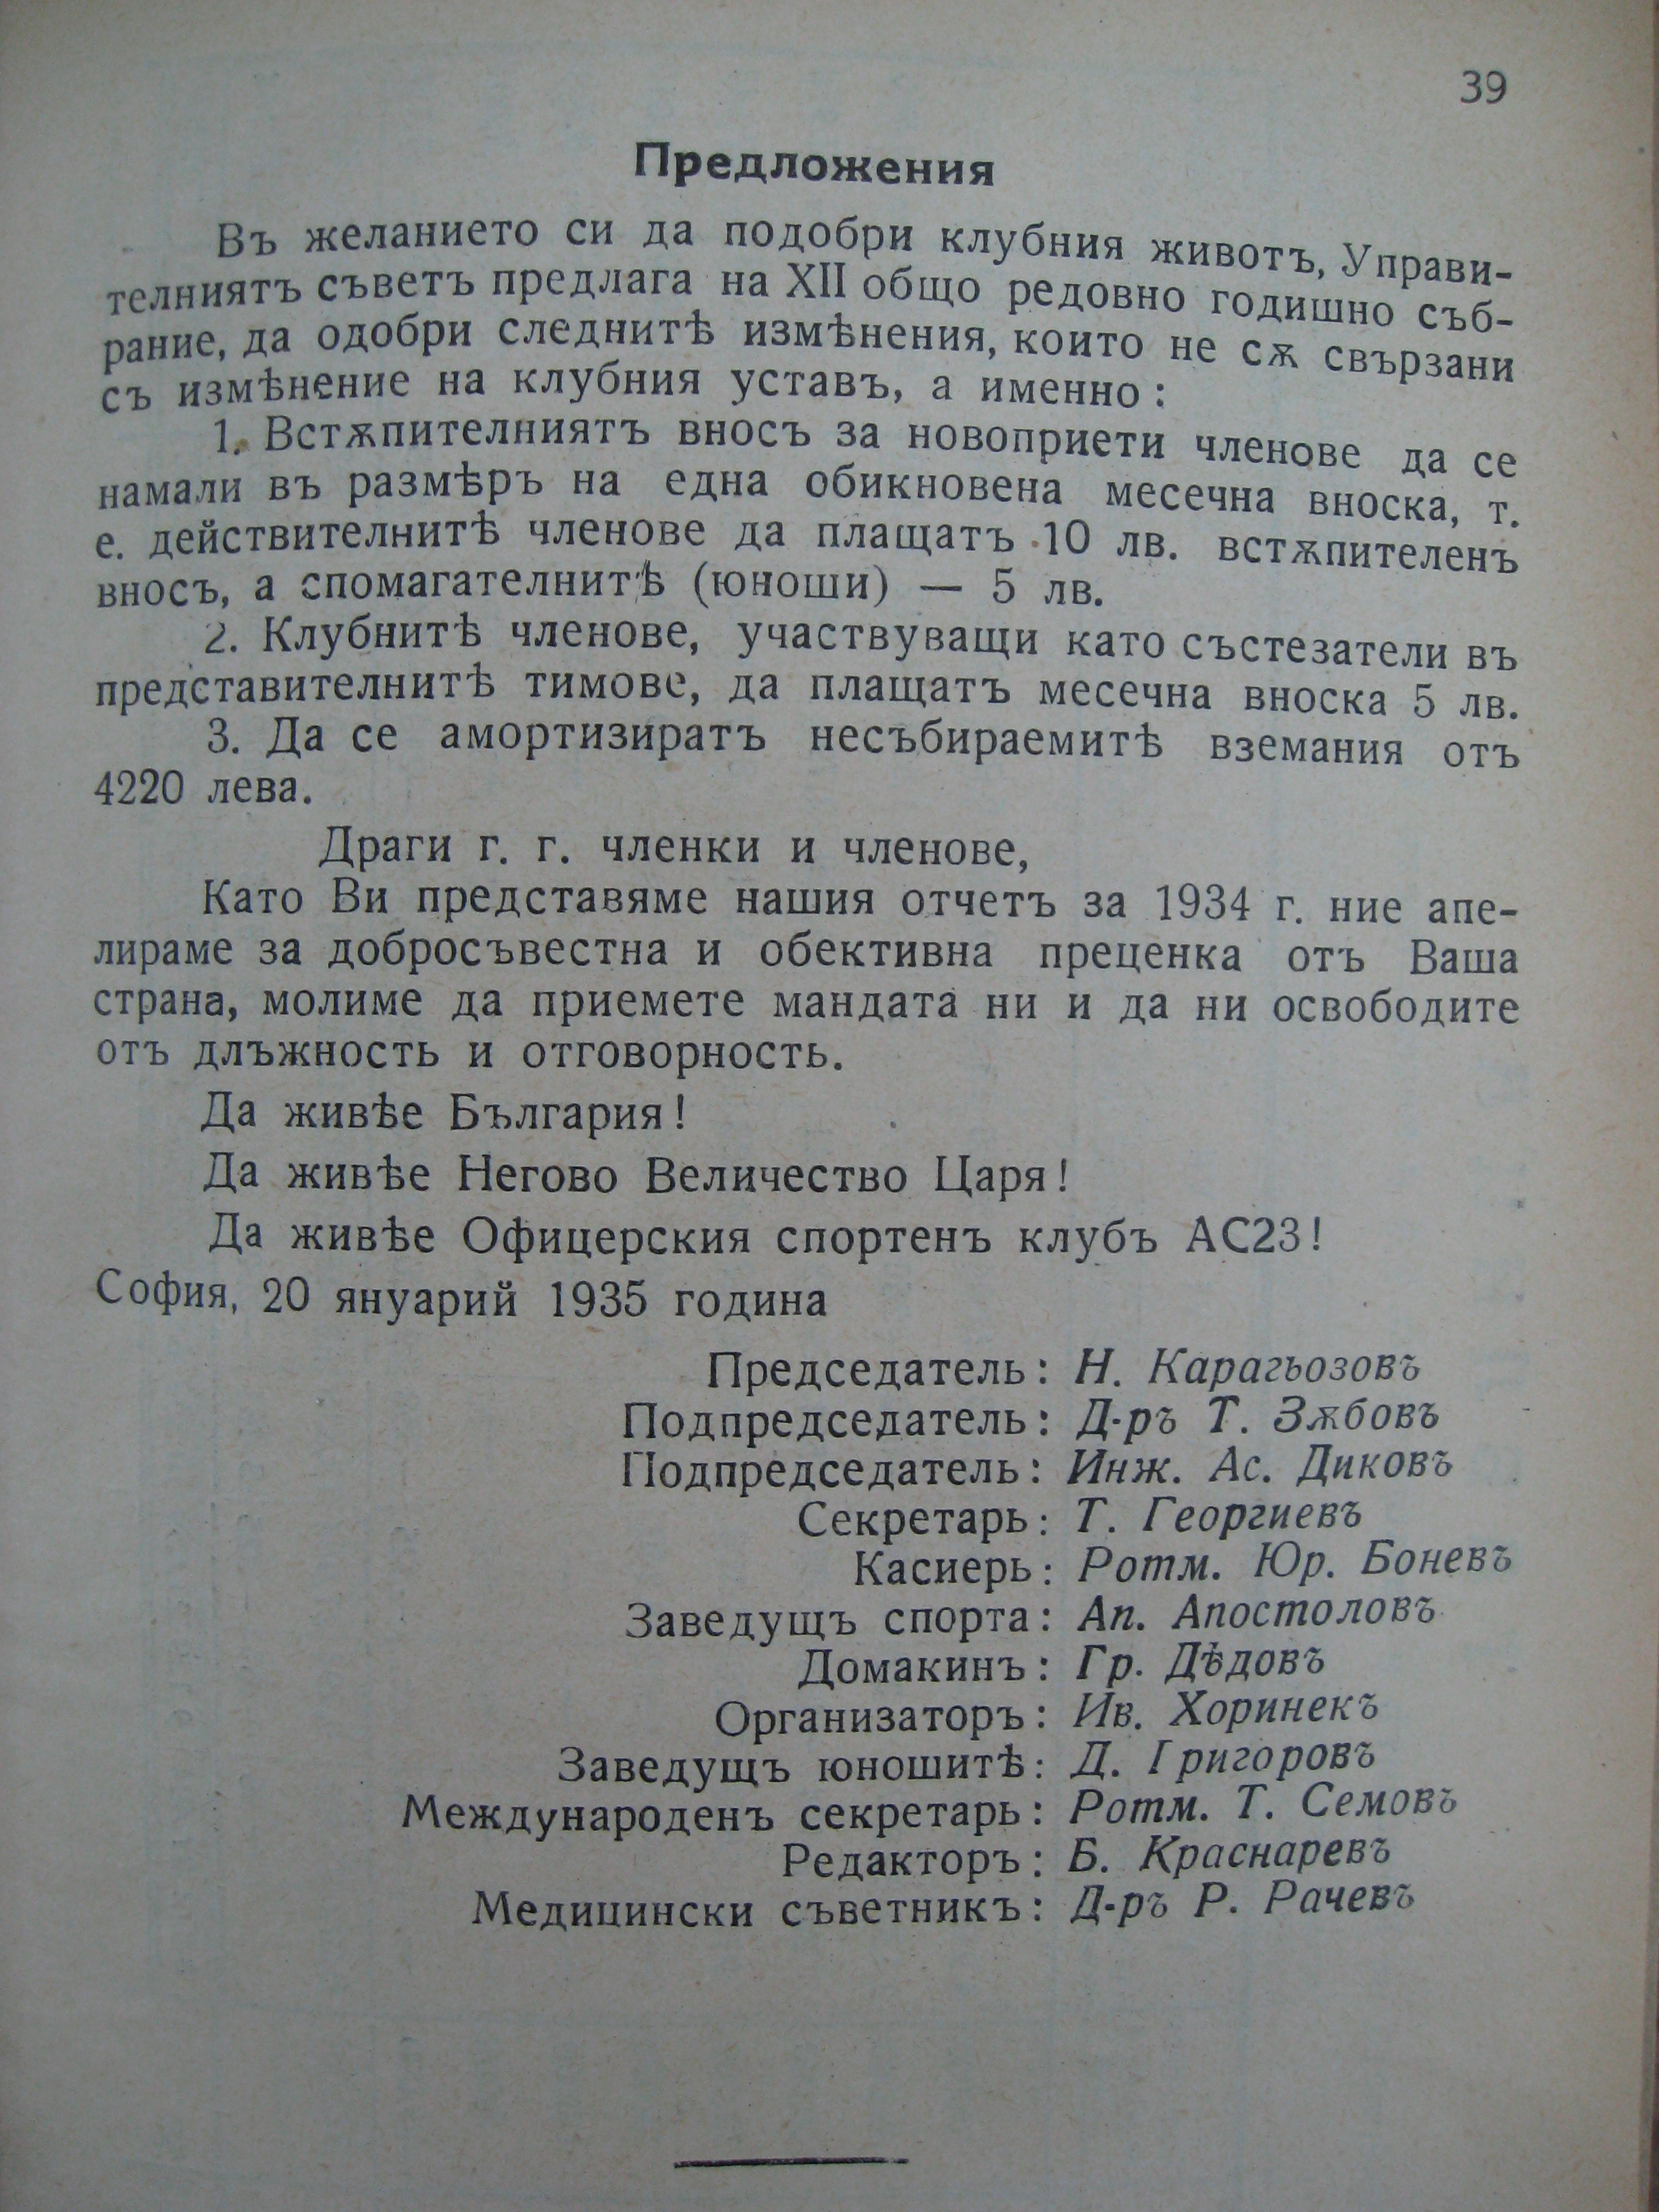 39
Предложения
Въ желанието си да подобри клубния животъ, Управи-
телниятъ съветъ предлага на XII общо редовно годишно съб-
рание, да одобри следнитѣ измѣнения, които не сѫ свързани
съ измѣнение на клубния уставъ, а именно :
1. Встѫпителниятъ вносъ за новоприети членове да се
намали въ размѣръ на една обикновена месечна вноска, т.
е. действителнитѣ членове да плащатъ 10 лв. встѫпителенъ
вносъ, а спомагателнитѣ (юноши) — 5 лв.
2. Клубнитѣ членове, участвуващи като състезатели въ
представителнитѣ тимове, да плащатъ месечна вноска 5 лв.
3. Да се амортизиратъ несъбираемитѣ вземания отъ
4220 лева.
Драги г. г. членки и членове,
Като Ви представяме нашия отчетъ за 1934 г. ние апе-
лираме за добросъвестна и обективна преценка отъ Ваша
страна, молиме да приемете мандата ни и да ни освободите
отъ длъжность и отговорность.
Да живѣе България!
Да живѣе Негово Величество Царя!
Да живѣе Офицерския спортенъ клубъ АС23!
София, 20 януарий 1935 година
Председатель: Н. Карагьозовъ
Подпредседатель: Д-ръ Т. Зѫбовъ
Подпредседатель: Инж. Ас. Диковъ
Секретарь: Т. Георгиевъ
Касиерь: Ротм. Юр. Боневъ
Заведущъ спорта: Ап. Апостоловъ
Домакинъ: Гр. Дѣдовъ
Организаторъ: Ив. Хоринекъ
Заведущъ юношитѣ: Д. Григоровъ
Международенъ секретарь: Ротм. Т. Семовъ
Редакторъ: Б. Краснаревъ
Медицински съветникъ: Д-ръ Р. Рачевъ